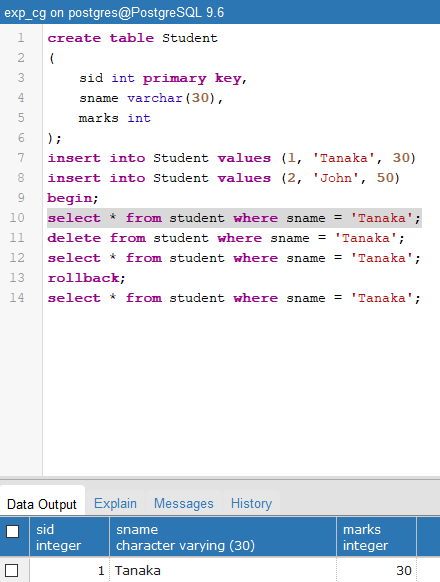 exp_cg on postgres@PostgreSQL 9.6
1 create table Student
2 (
3 sid int primary key,
4 sname varchar(30),
5 marks int
6 );
7 insert into Student values (1, 'Tanaka', 30)
8 insert into Student values (2, 'John', 50)
9 begin;
10 select * from student where sname = 'Tanaka';
11 delete from student where sname = 'Tanaka';
12 select * from student where sname = 'Tanaka';
13 rollback;
14 select * from student where sname = 'Tanaka';
Data Output Explain Messages History
sid sname marks
integer character varying (30) integer
1 Tanaka 30